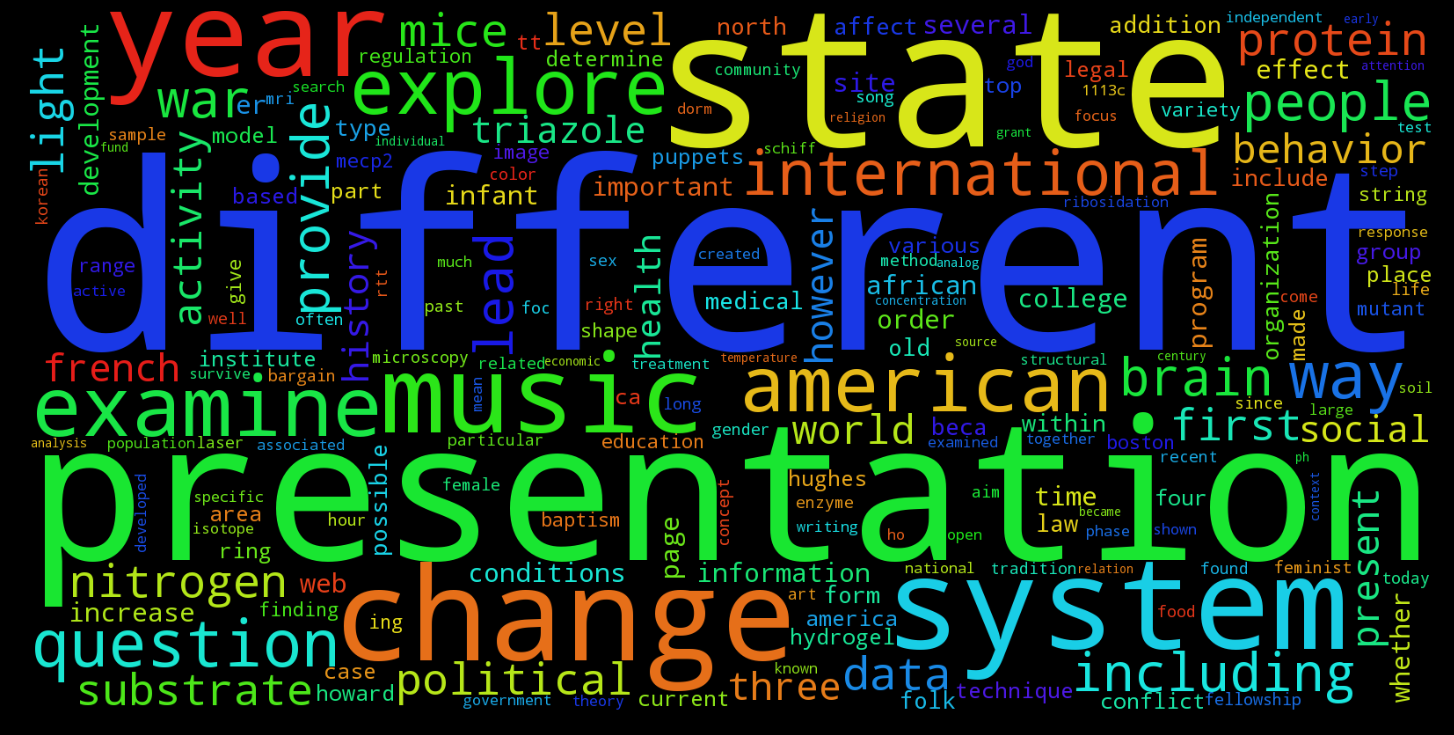 year
mice
tt
level
north
affect
several
addition
independent
early
regulation
determine
state
protein
light
development
war
er
mri
search
explore
community
site
song
god
top
legal
1113c
effect
attention
dorm
religion
focus
variety
people
grant
test
sample
fund
model
type
individual
triazole
schiff
mecp2
image
puppets
behavior
korean
activity
based
provide
part
color
infant
important
international
include
step
string
different
ribosidation
response
range
active
give
well
often
history
rtt
much
past
lead
foc
sex
right
shape
health
created
medical
however
various
method
analog
african
concentration
order
old
source
college
program
organization
made
come
group
place
life
mutant
french
institute
survive
bargain
microscopy
related
economic
treatment
temperature
structural
century
examine
music
mean
ca
long
american
brain
way
soil
since
large
analysis
population
laser
associated
particular
education
gender
world
beca
examined
within
together
boston
first
social
recent
ph
presentation
developed
specific
area
isotope
ring
hour
possible
female
baptism
page
concept
hughes
enzyme
writing
ho
aim
open
time
law
became
phase
four
shown
context
present
nitrogen
web
conditions
information
national
tradition
relation
found
feminist
today
increase
finding
ing
change
art
form
america
hydrogel
system
food
whether
question
case
substrate
howard
political
government
theory
known
current
three
data
folk
technique
including
conflict
fellowship